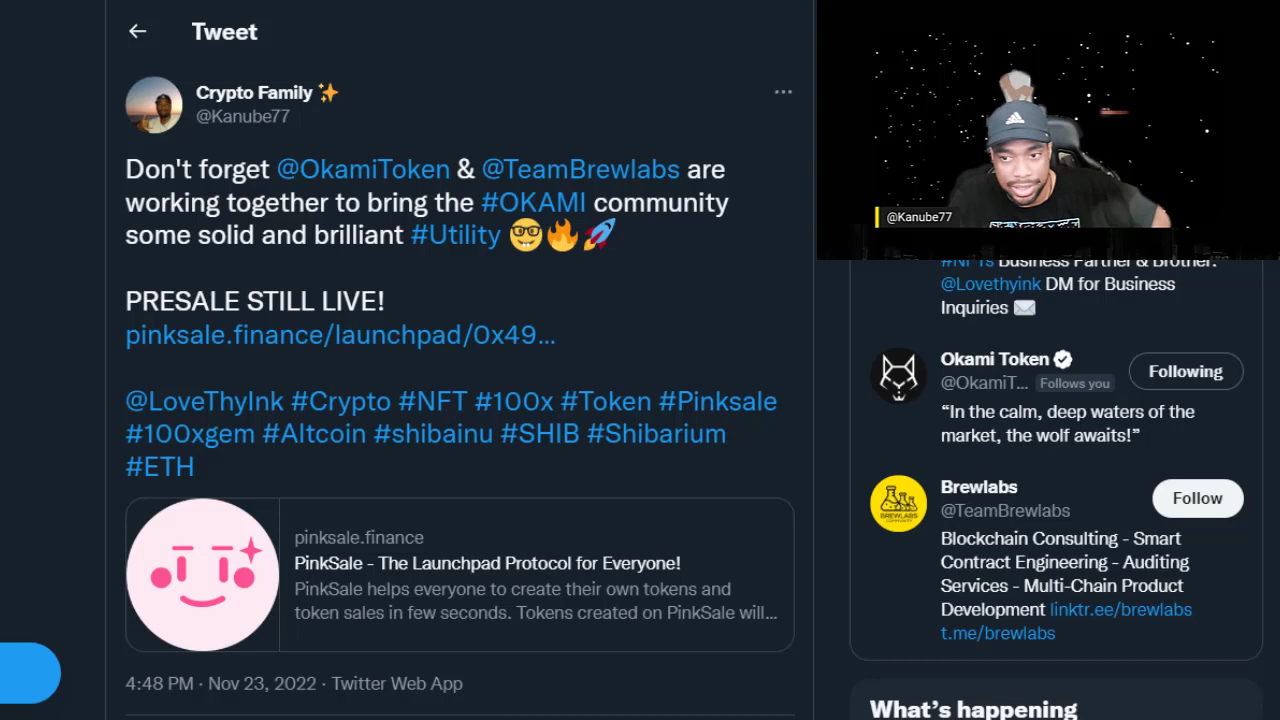 Tweet
Crypto Family ✨
@Kanube77
Don't forget @OkamiToken & @TeamBrewlabs are
working together to bring the #OKAMI community
some solid and brilliant #Utility 🤓🔥🚀
PRESALE STILL LIVE!
pinksale.finance/launchpad/0x49...
@LoveThyInk #Crypto #NFT #100x #Token #Pinksale
#100xgem #Altcoin #shibainu #SHIB #Shibarium
#ETH
pinksale.finance
PinkSale - The Launchpad Protocol for Everyone!
PinkSale helps everyone to create their own tokens and
token sales in few seconds. Tokens created on PinkSale will...
4:48 PM · Nov 23, 2022 · Twitter Web App
@Kanube77
#NFTs Business Partner & Brother:
@Lovethyink DM for Business
Inquiries ✉️
Okami Token
@OkamiT... Follows you
Following
“In the calm, deep waters of the
market, the wolf awaits!”
Brewlabs
@TeamBrewlabs
Follow
BREWLABS
COMMUNITY
Blockchain Consulting - Smart
Contract Engineering - Auditing
Services - Multi-Chain Product
Development linktr.ee/brewlabs
t.me/brewlabs
What's happening